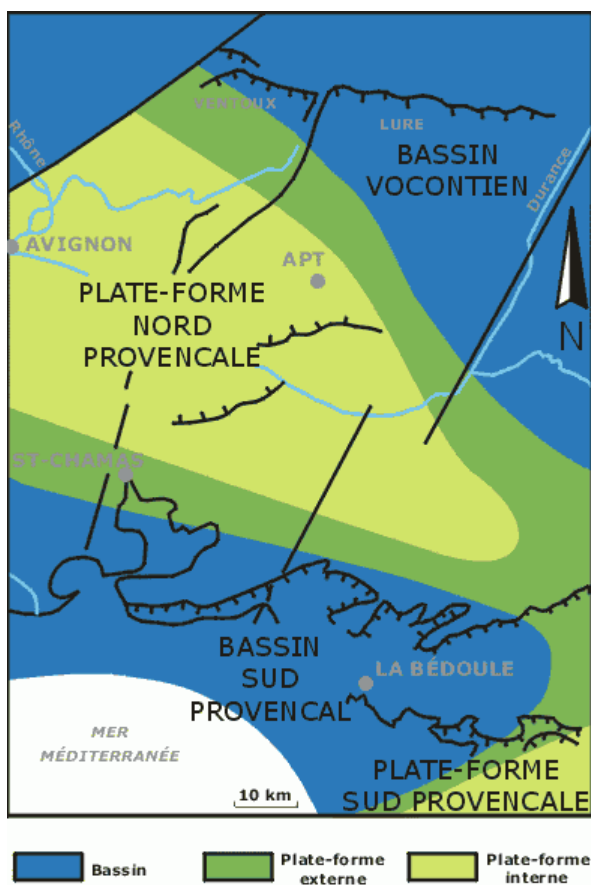 VENTOUX
LURE
Rhône
BASSIN
VOCONTIEN
Durance
AVIGNON
APT
PLATE-FORME
NORD
PROVENCALE
N
ST-CHAMAS
BASSIN
SUD
PROVENCAL
LA BÉDOULE
MER
MÉDITERRANÉE
PLATE-FORME
SUD PROVENCALE
10 km
Bassin
Plate-forme
externe
Plate-forme
interne